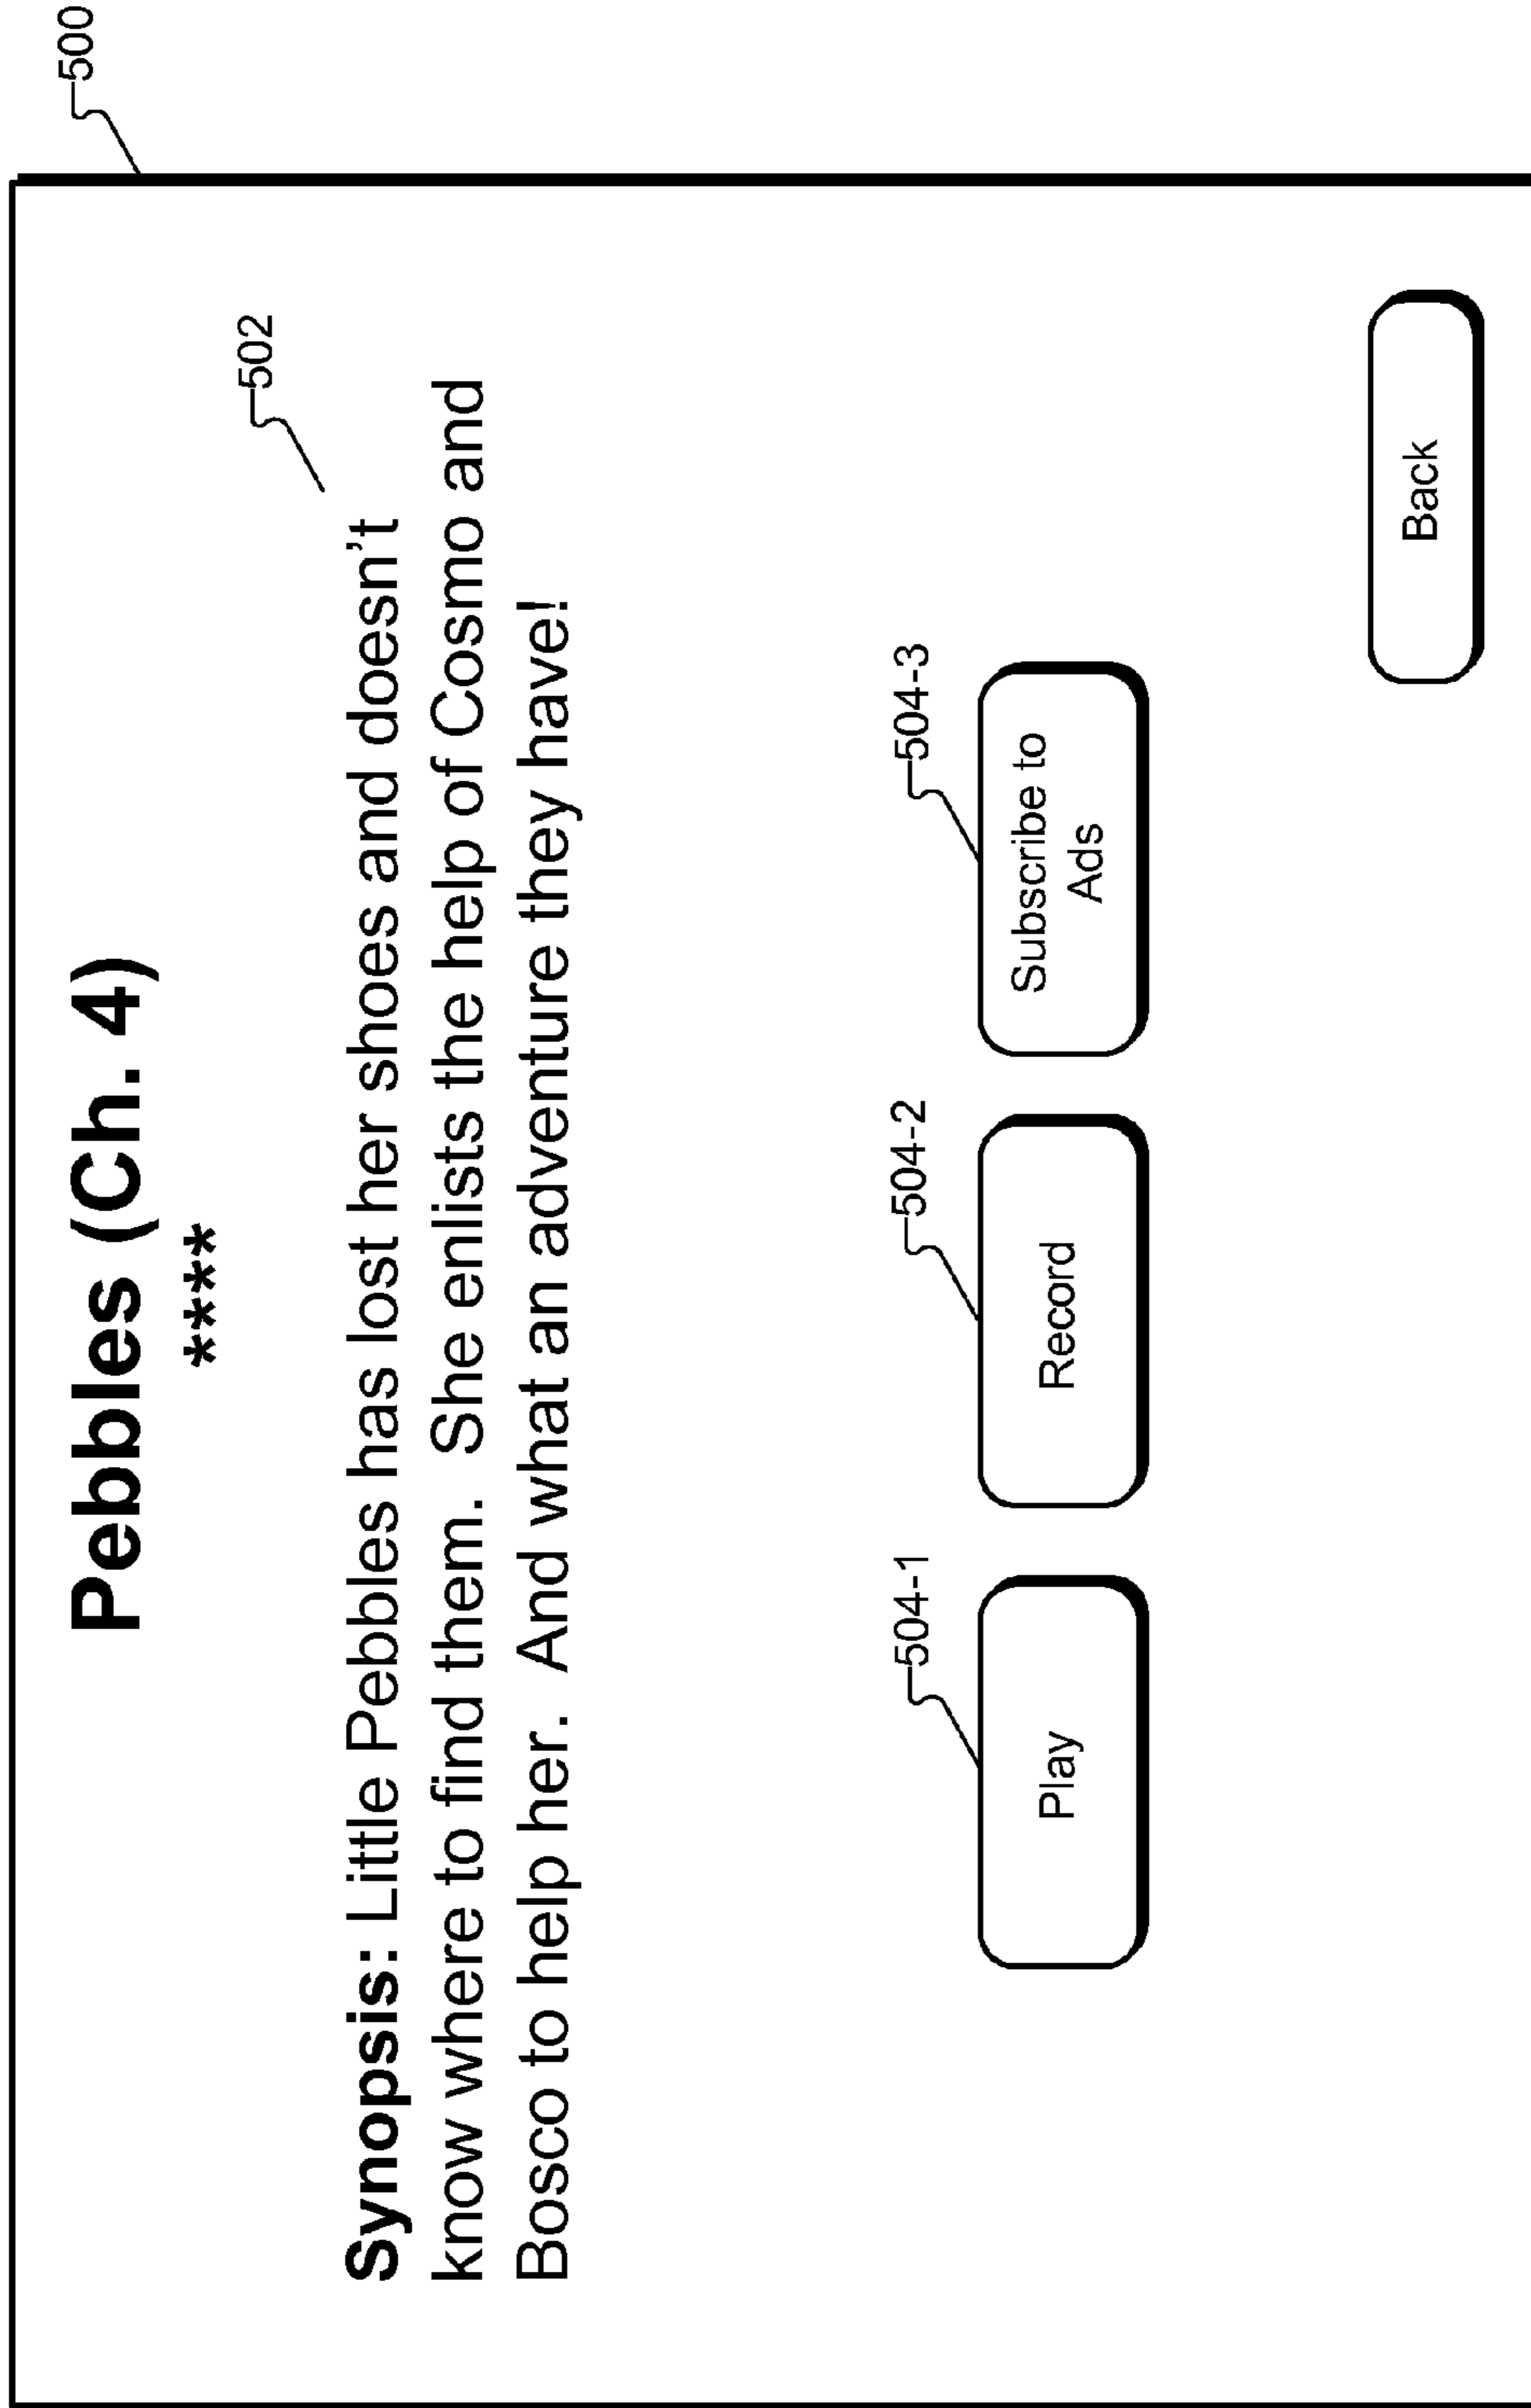 500
Pebbles (Ch. 4)
****
502
Synopsis: Little Pebbles has lost her shoes and doesn't
know where to find them.  She enlists the help of Cosmo and
Bosco to help her.  And what an adventure they have!
504-1
504-2
504-3
Play
Record
Subscribe to
Ads
Back